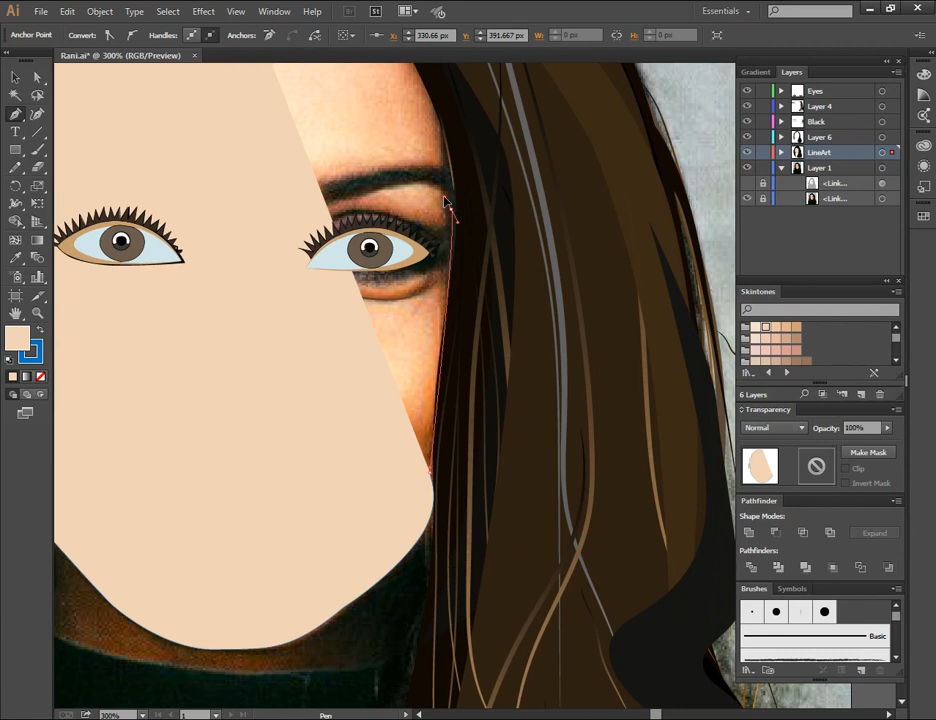 Ai File Edit Object Type Select Effect View Window Help Br St Essentials
Anchor Point Convert: Handles: Anchors: X: 330.66 px Y: 391.667 px W: 0 px H: 0 px
Rani.ai* @ 300% (RGB/Preview)
Gradient Layers
Eyes
Layer 4
Black
Layer 6
LineArt
Layer 1
<Link...
<Link...
Skintones
6 Layers
Transparency
Normal Opacity: 100%
Make Mask
Clip
Invert Mask
Pathfinder
Shape Modes:
Expand
Pathfinders:
Brushes Symbols
Basic
300% 1 Pen